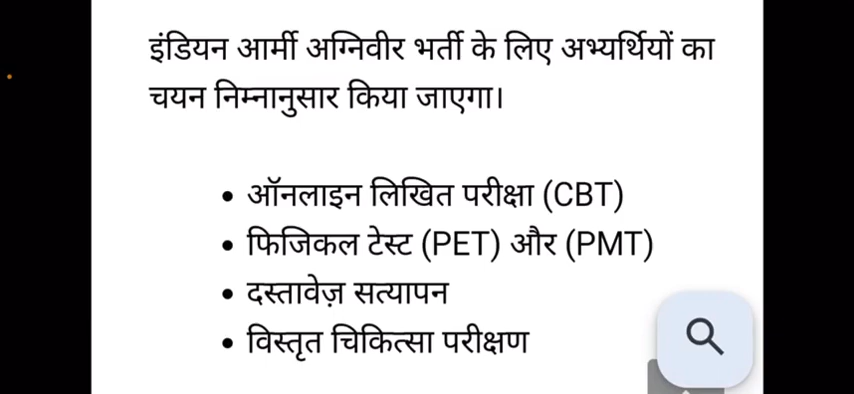 इंडियन आर्मी अग्निवीर भर्ती के लिए अभ्यर्थियों का
चयन निम्नानुसार किया जाएगा।
• ऑनलाइन लिखित परीक्षा (CBT)
• फिजिकल टेस्ट (PET) और (PMT)
• दस्तावेज़ सत्यापन
• विस्तृत चिकित्सा परीक्षण